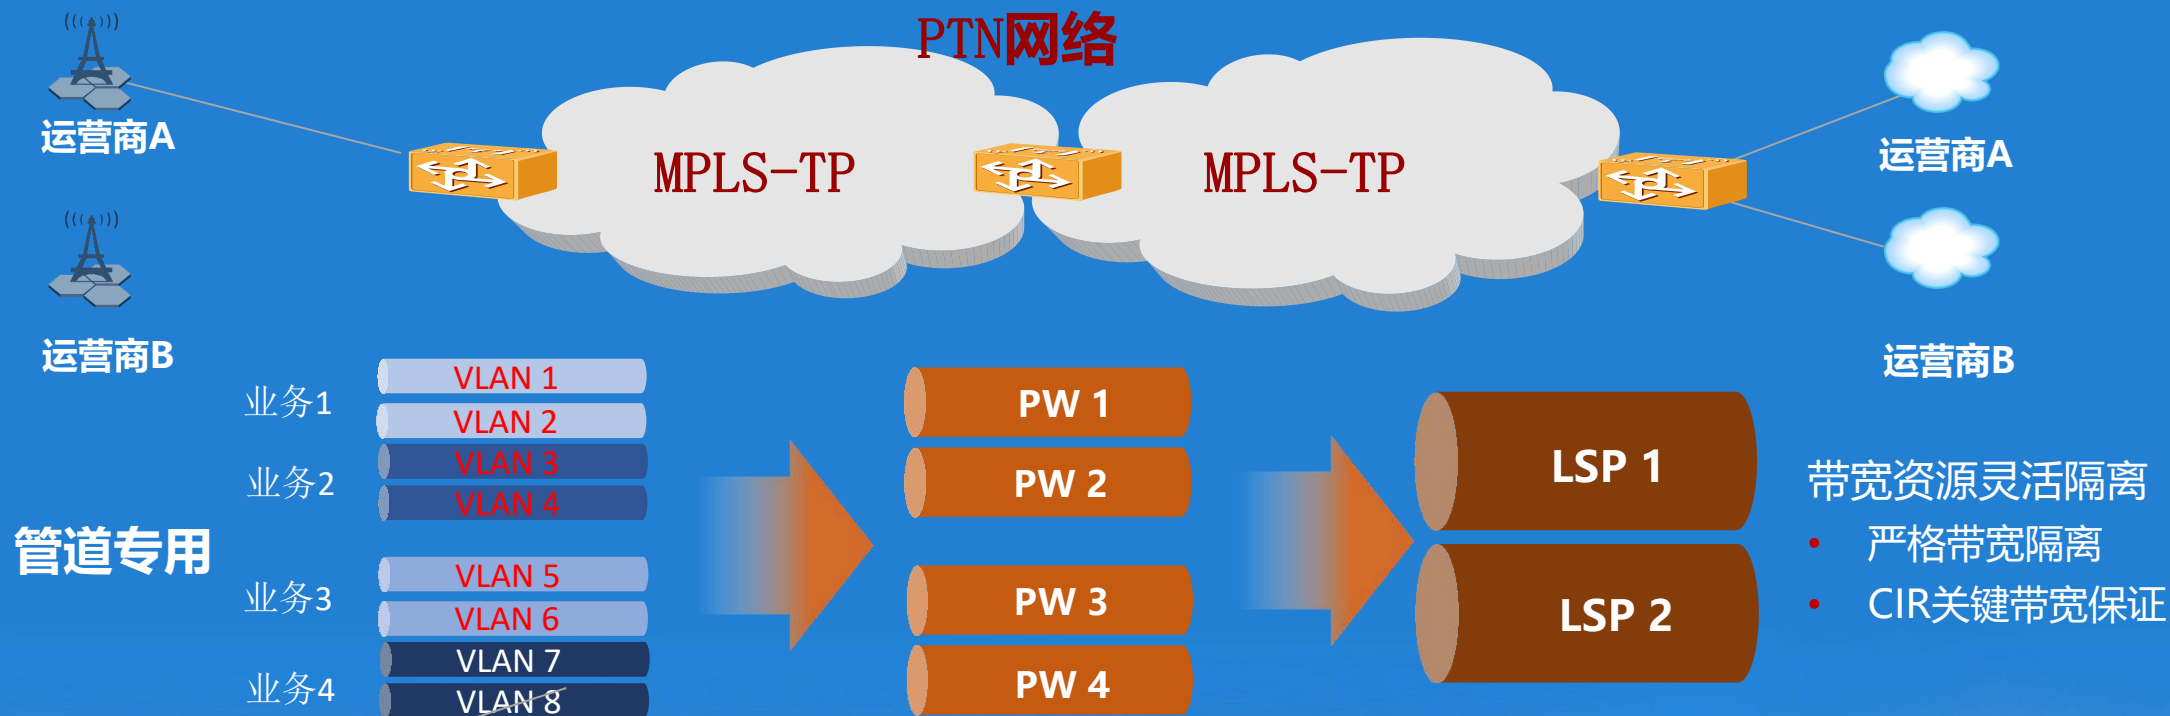 PTN网络
运营商A
MPLS-TP
MPLS-TP
运营商A
运营商B
运营商B
业务1
VLAN 1
VLAN 2
业务2
VLAN 3
VLAN 4
管道专用
业务3
VLAN 5
VLAN 6
业务4
VLAN 7
VLAN 8
PW 1
PW 2
PW 3
PW 4
LSP 1
LSP 2
带宽资源灵活隔离
• 严格带宽隔离
• CIR关键带宽保证